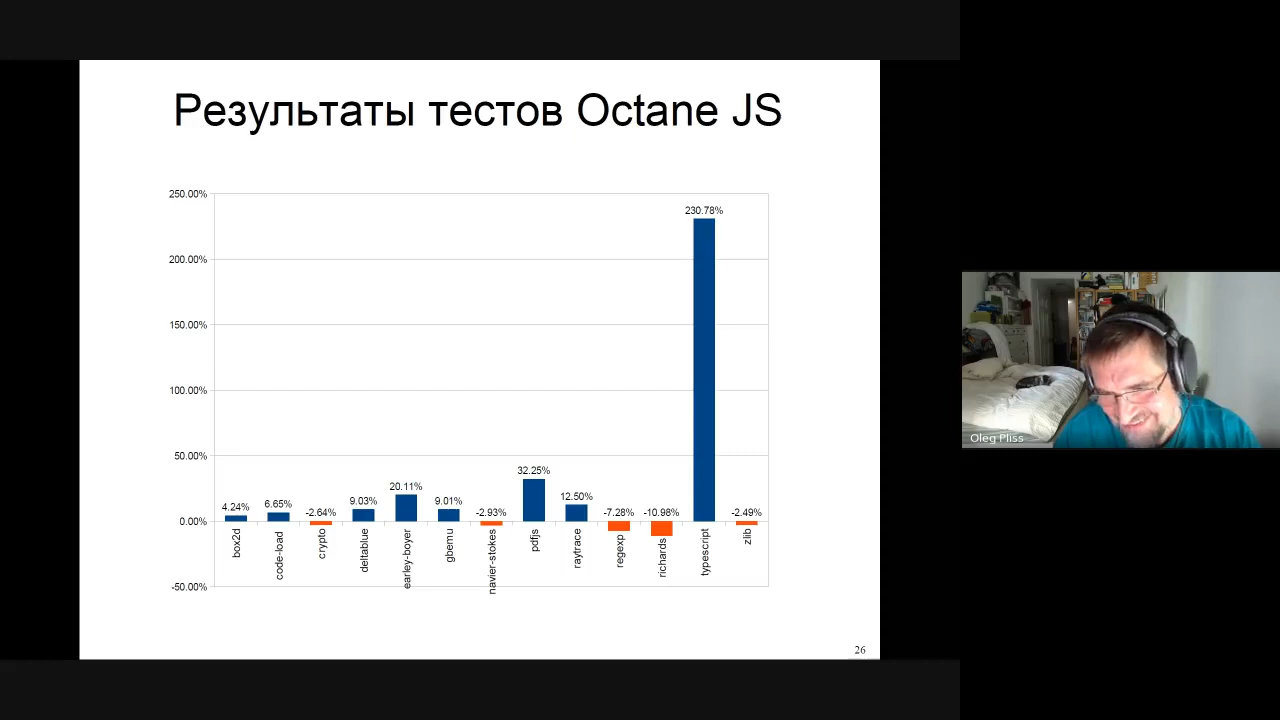 Результаты тестов Octane JS
250.00%
200.00%
150.00%
100.00%
50.00%
0.00%
-50.00%
4.24%
6.65%
-2.64%
9.03%
20.11%
9.01%
-2.93%
32.25%
12.50%
-7.28%
-10.98%
230.78%
-2.49%
box2d
code-load
crypto
deltablue
earley-boyer
gbemu
navier-stokes
pdfjs
raytrace
regexp
richards
typescript
zlib
26
Oleg Pliss